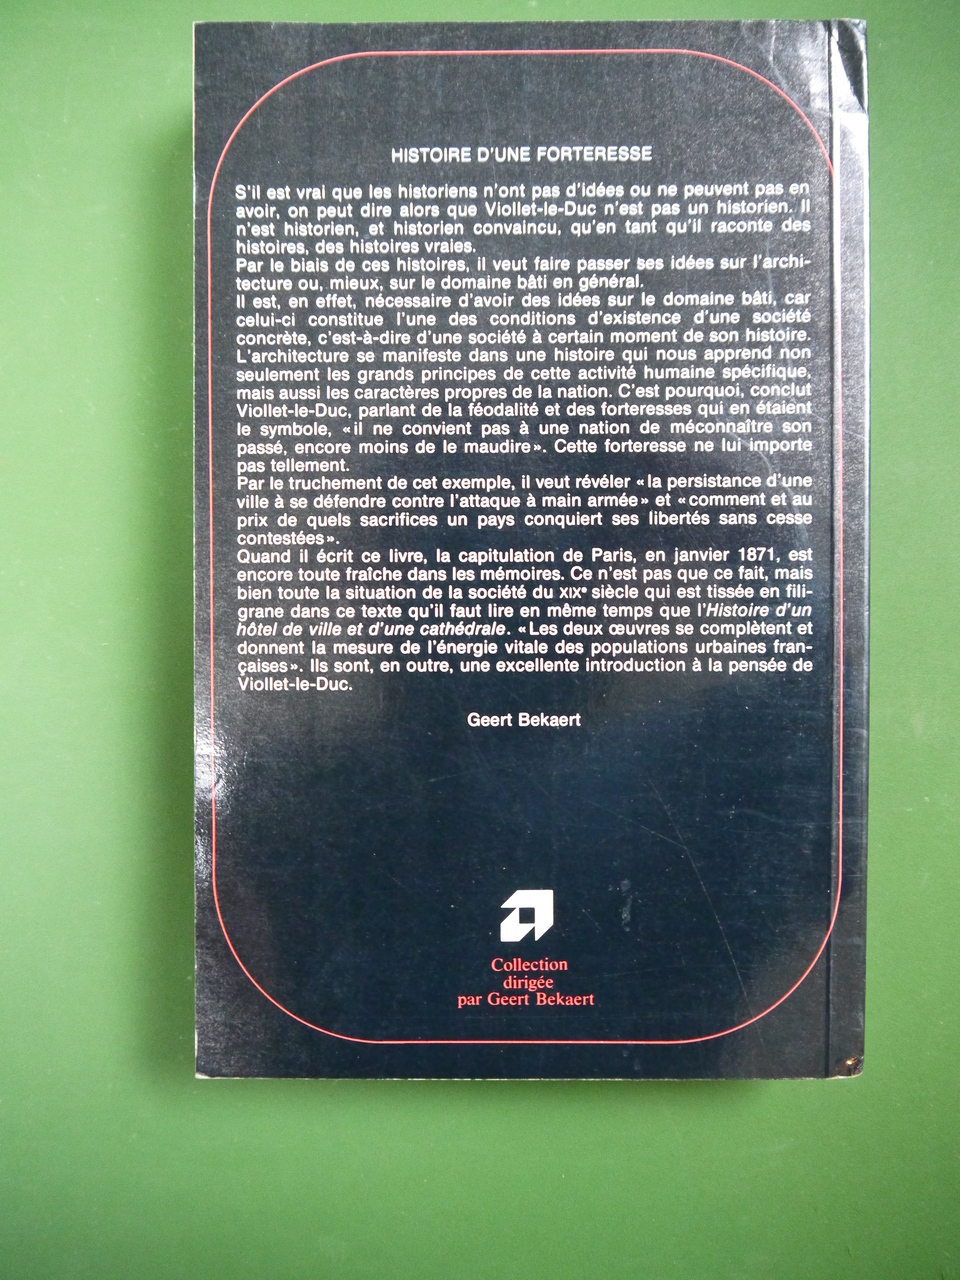 HISTOIRE D'UNE FORTERESSE
S'il est vrai que les historiens n'ont pas d'idées ou ne peuvent pas en
avoir, on peut dire alors que Viollet-le-Duc n'est pas un historien. Il
n'est historien, et historien convaincu, qu'en tant qu'il raconte des
histoires, des histoires vraies.
Par le biais de ces histoires, il veut faire passer ses idées sur l'archi-
tecture ou, mieux, sur le domaine bâti en général.
Il est, en effet, nécessaire d'avoir des idées sur le domaine bâti, car
celui-ci constitue l'une des conditions d'existence d'une société
concrète, c'est-à-dire d'une société à certain moment de son histoire.
L'architecture se manifeste dans une histoire qui nous apprend non
seulement les grands principes de cette activité humaine spécifique,
mais aussi les caractères propres de la nation. C'est pourquoi, conclut
Viollet-le-Duc, parlant de la féodalité et des forteresses qui en étaient
le symbole, «il ne convient pas à une nation de méconnaître son
passé, encore moins de le maudire». Cette forteresse ne lui importe
pas tellement.
Par le truchement de cet exemple, il veut révéler «la persistance d'une
ville à se défendre contre l'attaque à main armée» et «comment et au
prix de quels sacrifices un pays conquiert ses libertés sans cesse
contestées».
Quand il écrit ce livre, la capitulation de Paris, en janvier 1871, est
encore toute fraîche dans les mémoires. Ce n'est pas que ce fait, mais
bien toute la situation de la société du XIXe siècle qui est tissée en fili-
grane dans ce texte qu'il faut lire en même temps que l'Histoire d'un
hôtel de ville et d'une cathédrale. «Les deux œuvres se complètent et
donnent la mesure de l'énergie vitale des populations urbaines fran-
çaises». Ils sont, en outre, une excellente introduction à la pensée de
Viollet-le-Duc.
Geert Bekaert
Collection
dirigée
par Geert Bekaert